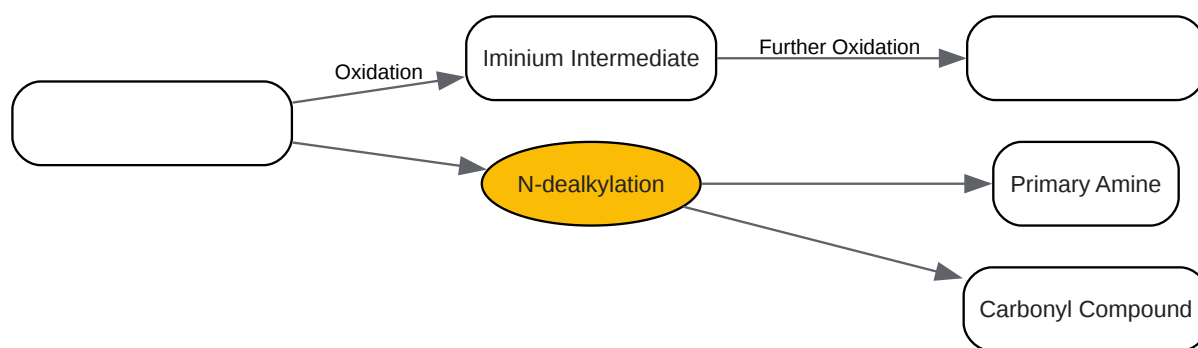 Oxidation
Iminium Intermediate
Further Oxidation
N-dealkylation
Primary Amine
Carbonyl Compound